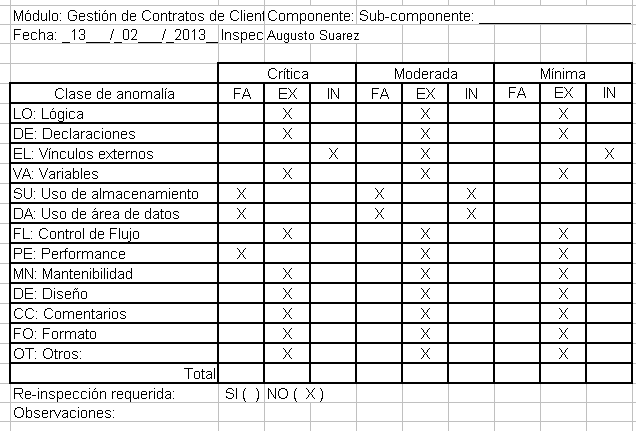 Módulo: Gestión de Contratos de Client Componente: Sub-componente: ____________________
Fecha: _13___/_02___/_2013__ Inspec Augusto Suarez
Crítica Moderada Mínima
Clase de anomalía FA EX IN FA EX IN FA EX IN
LO: Lógica X X X
DE: Declaraciones X X X
EL: Vínculos externos X X X
VA: Variables X X X
SU: Uso de almacenamiento X X X
DA: Uso de área de datos X X X
FL: Control de Flujo X X X
PE: Performance X X X
MN: Mantenibilidad X X X
DE: Diseño X X X
CC: Comentarios X X X
FO: Formato X X X
OT: Otros: X X X
Total
Re-inspección requerida: SI ( ) NO ( X )
Observaciones: